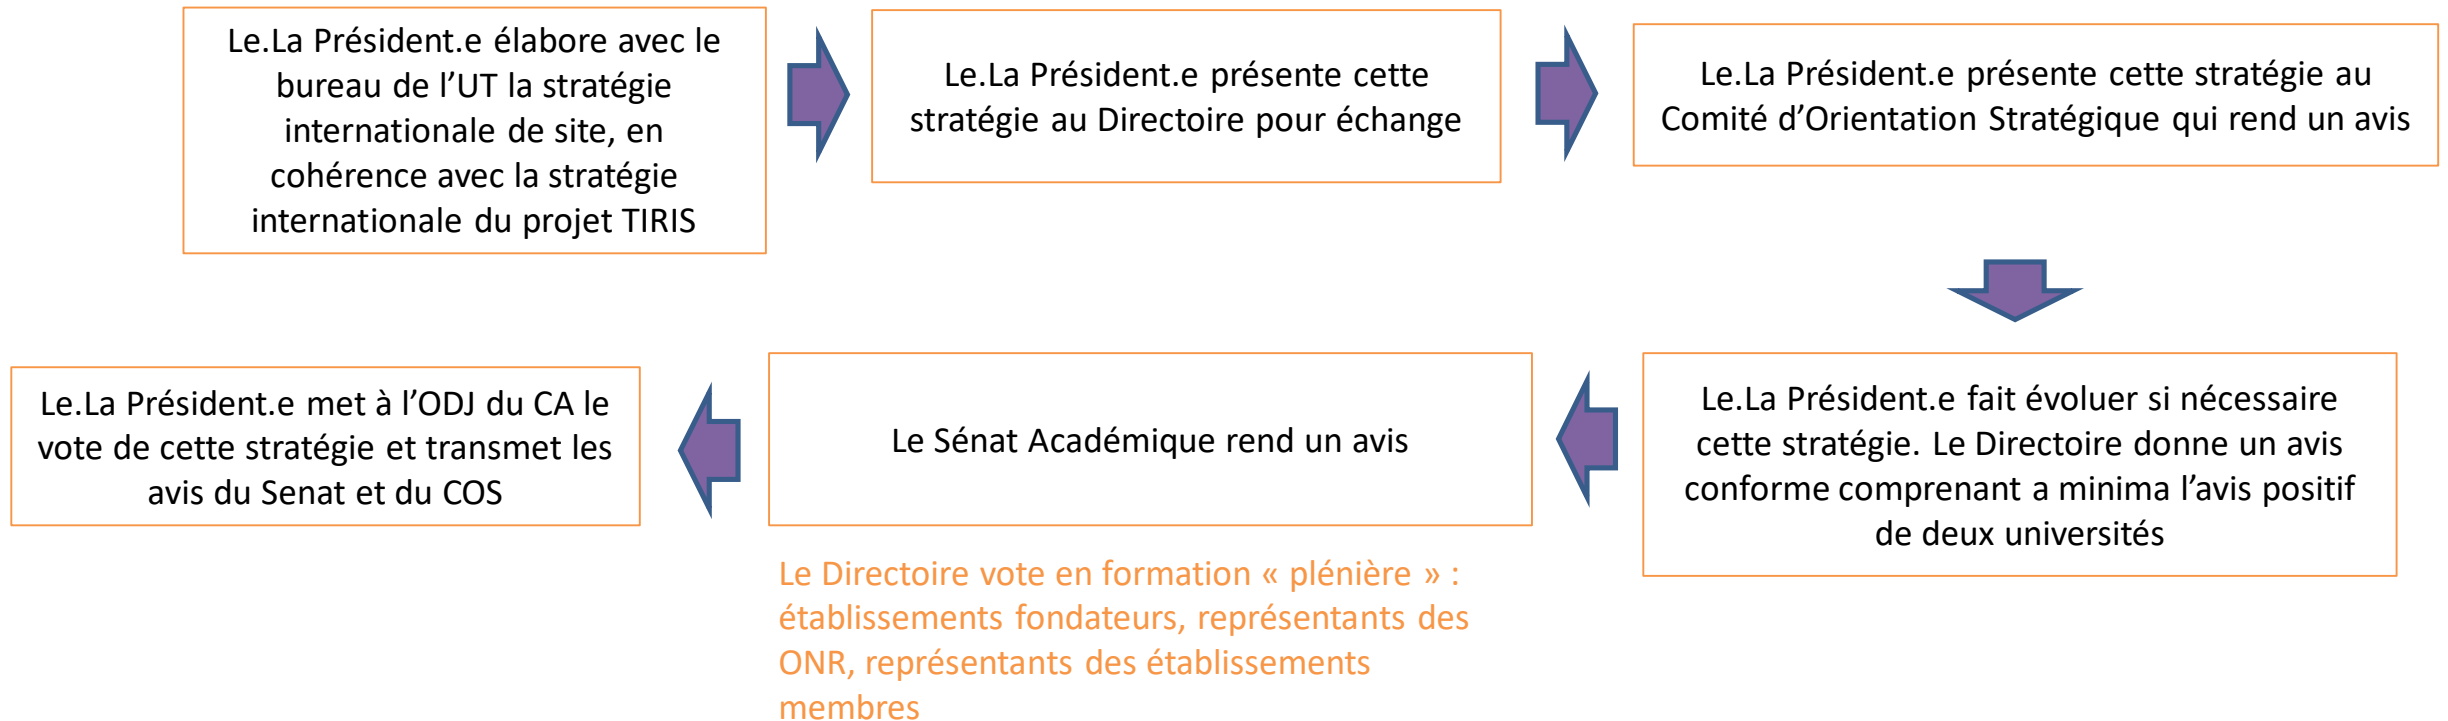 Le.La Président.e élabore avec le
bureau de l’UT la stratégie
internationale de site, en
cohérence avec la stratégie
internationale du projet TIRIS
Le.La Président.e présente cette
stratégie au Directoire pour échange
Le.La Président.e présente cette stratégie au
Comité d’Orientation Stratégique qui rend un avis
Le.La Président.e fait évoluer si nécessaire
cette stratégie. Le Directoire donne un avis
conforme comprenant a minima l’avis positif
de deux universités
Le Sénat Académique rend un avis
Le.La Président.e met à l’ODJ du CA le
vote de cette stratégie et transmet les
avis du Senat et du COS
Le Directoire vote en formation « plénière » :
établissements fondateurs, représentants des
ONR, représentants des établissements
membres